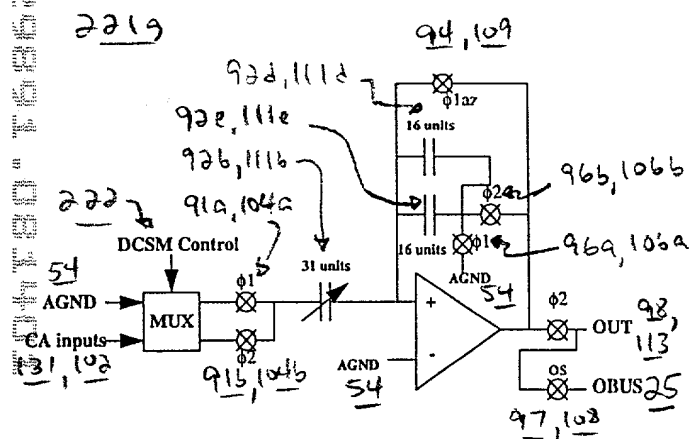 221g
94, 109
92d, 111d
φ1az
16 units
92e, 111e
92b, 111b
96b, 106b
222
91a, 104a
φ2
DCSM Control
16 units
φ1
96a, 106a
54
φ1
31 units
AGND
54
φ2
AGND
MUX
+
OUT
98, 113
CA inputs
φ2
-
131, 102
91b, 104b
AGND
54
os
OBUS 25
97, 108